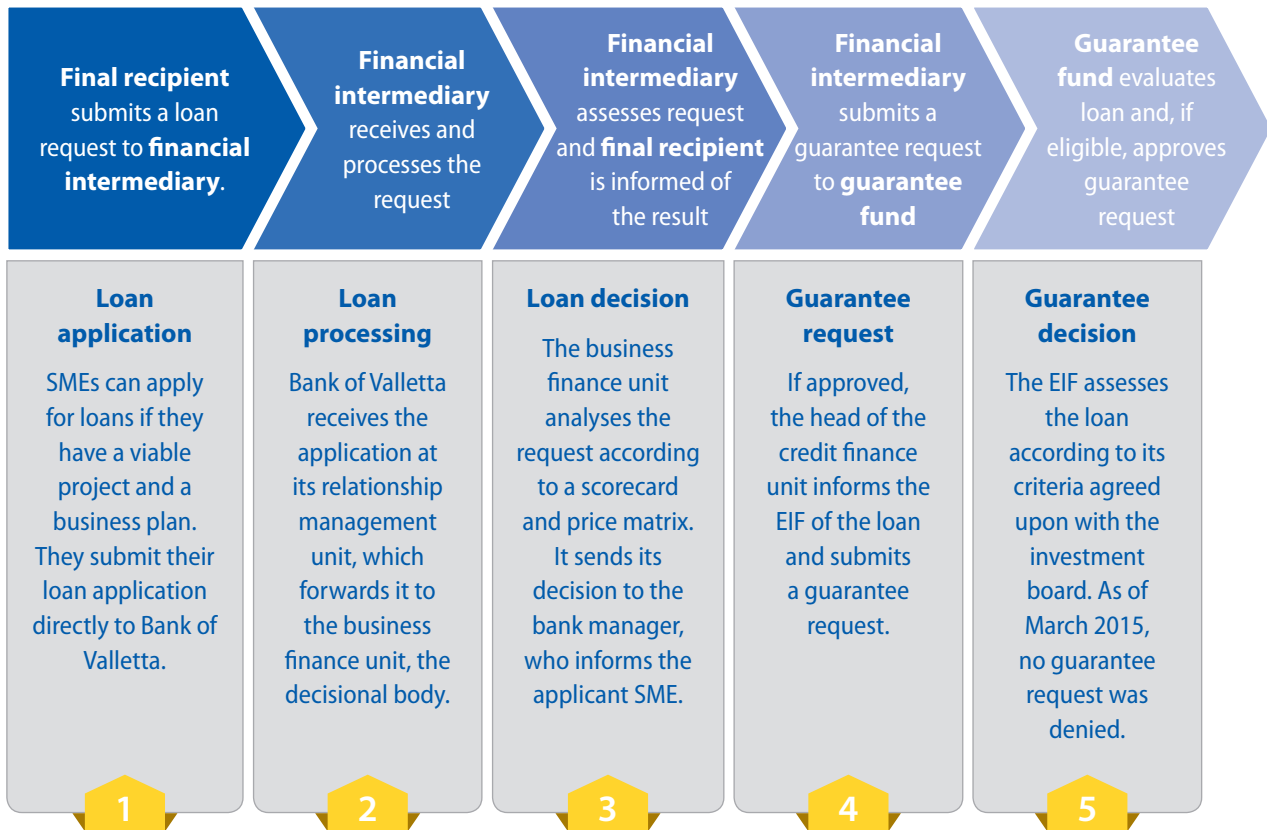 Final recipient
submits a loan
request to financial
intermediary.
Financial
intermediary
receives and
processes the
request
Financial
intermediary
assesses request
and final recipient
is informed of
the result
Financial
intermediary
submits a
guarantee request
to guarantee
fund
Guarantee
fund evaluates
loan and, if
eligible, approves
guarantee
request
Loan
application
SMEs can apply
for loans if they
have a viable
project and a
business plan.
They submit their
loan application
directly to Bank of
Valletta.
1
Loan
processing
Bank of Valletta
receives the
application at
its relationship
management
unit, which
forwards it to
the business
finance unit, the
decisional body.
2
Loan decision
The business
finance unit
analyses the
request according
to a scorecard
and price matrix.
It sends its
decision to the
bank manager,
who informs the
applicant SME.
3
Guarantee
request
If approved,
the head of the
credit finance
unit informs the
EIF of the loan
and submits
a guarantee
request.
4
Guarantee
decision
The EIF assesses
the loan
according to its
criteria agreed
upon with the
investment
board. As of
March 2015,
no guarantee
request was
denied.
5